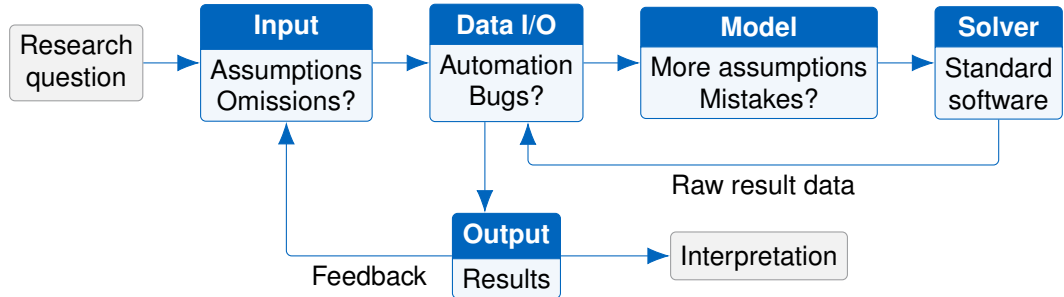 Research
question
Input
Assumptions
Omissions?
Data I/O
Automation
Bugs?
Model
More assumptions
Mistakes?
Solver
Standard
software
Raw result data
Output
Results
Feedback
Interpretation